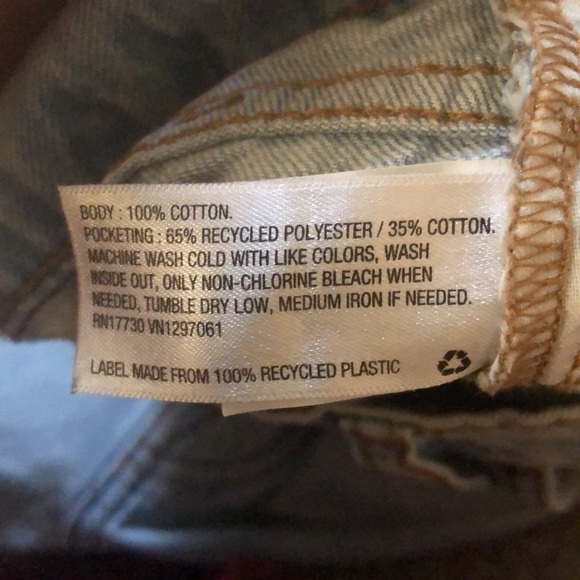 BODY : 100% COTTON.
POCKETING : 65% RECYCLED POLYESTER / 35% COTTON.
MACHINE WASH COLD WITH LIKE COLORS, WASH
INSIDE OUT, ONLY NON-CHLORINE BLEACH WHEN
NEEDED, TUMBLE DRY LOW, MEDIUM IRON IF NEEDED.
RN17730 VN1297061
LABEL MADE FROM 100% RECYCLED PLASTIC